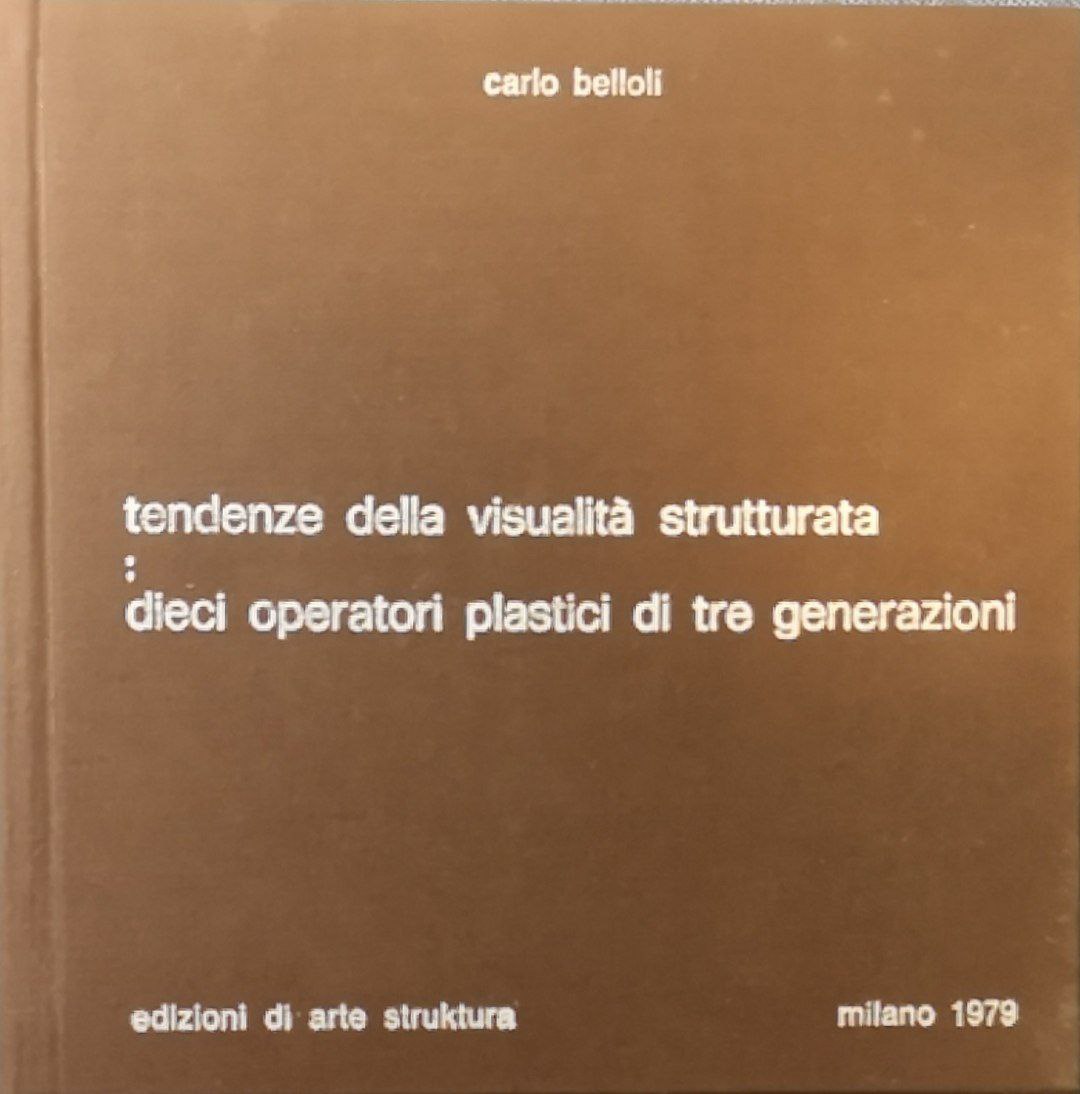 carlo belloli
tendenze della visualità strutturata
:
dieci operatori plastici di tre generazioni
edizioni di arte struktura
milano 1979